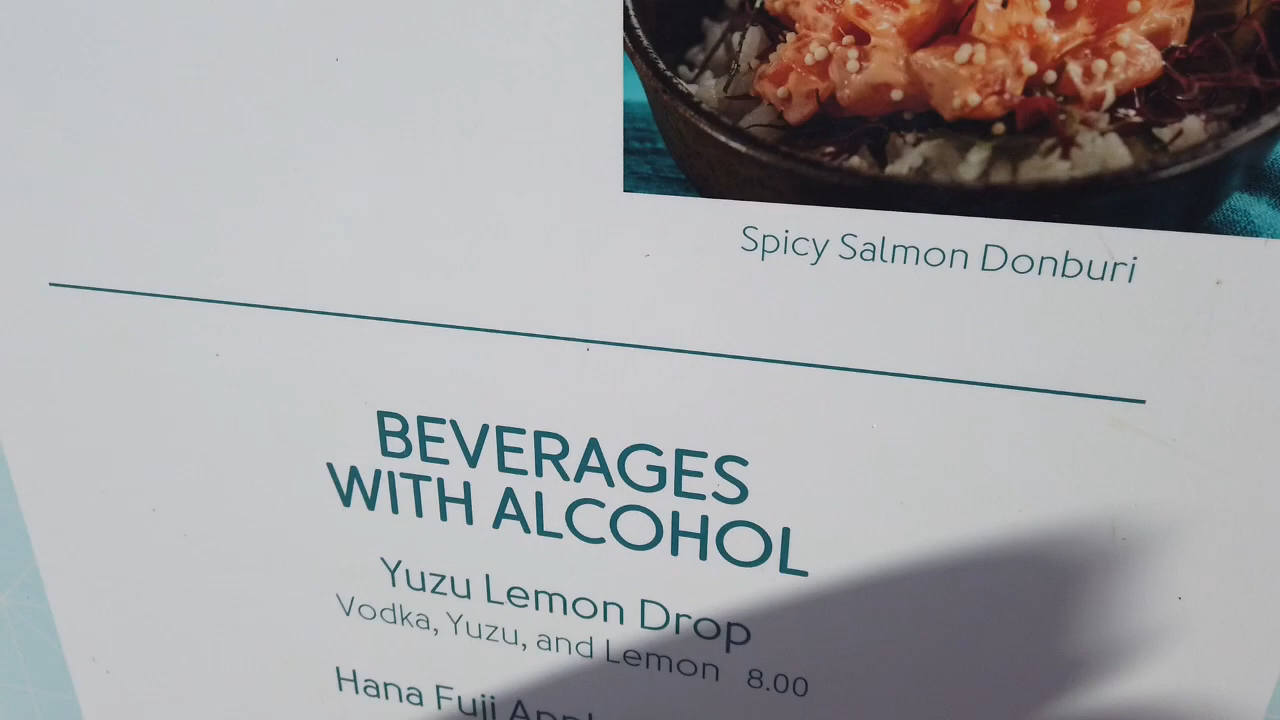 Spicy Salmon Donburi
BEVERAGES
WITH ALCOHOL
Yuzu Lemon Drop
Vodka, Yuzu, and Lemon 8.00
Hana Fuji